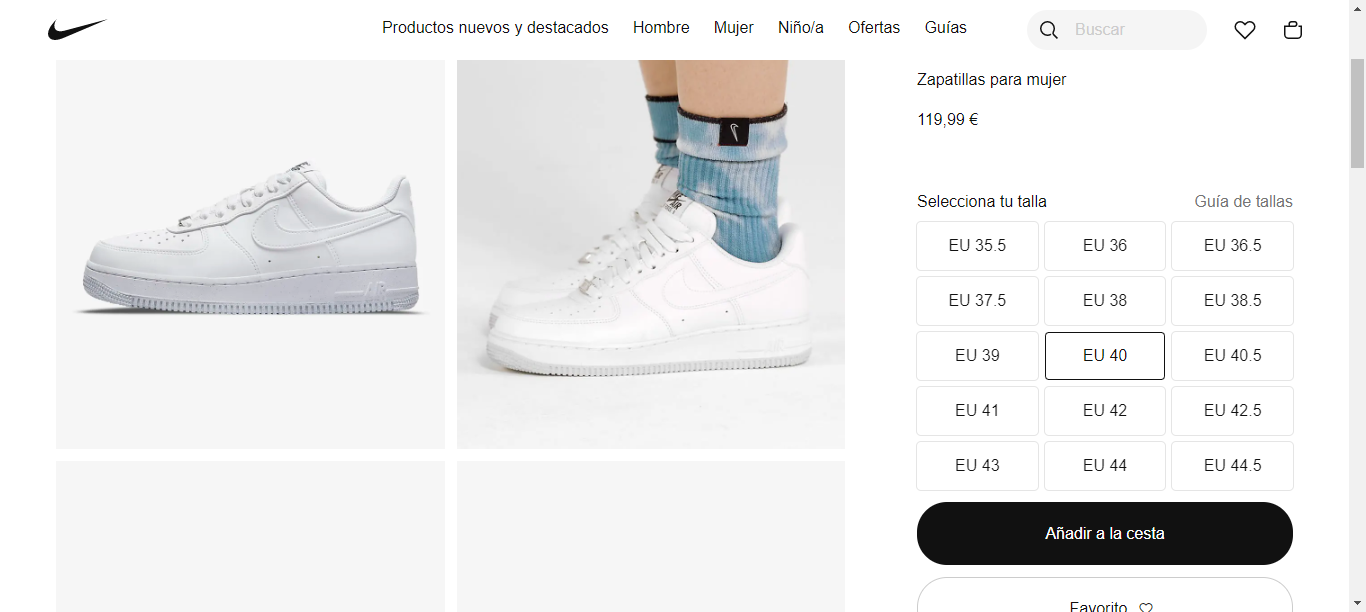 Productos nuevos y destacados Hombre Mujer Niño/a Ofertas Guías Buscar
Zapatillas para mujer
119,99 €
Selecciona tu talla Guía de tallas
EU 35.5 EU 36 EU 36.5
EU 37.5 EU 38 EU 38.5
EU 39 EU 40 EU 40.5
EU 41 EU 42 EU 42.5
EU 43 EU 44 EU 44.5
Añadir a la cesta
Favorito